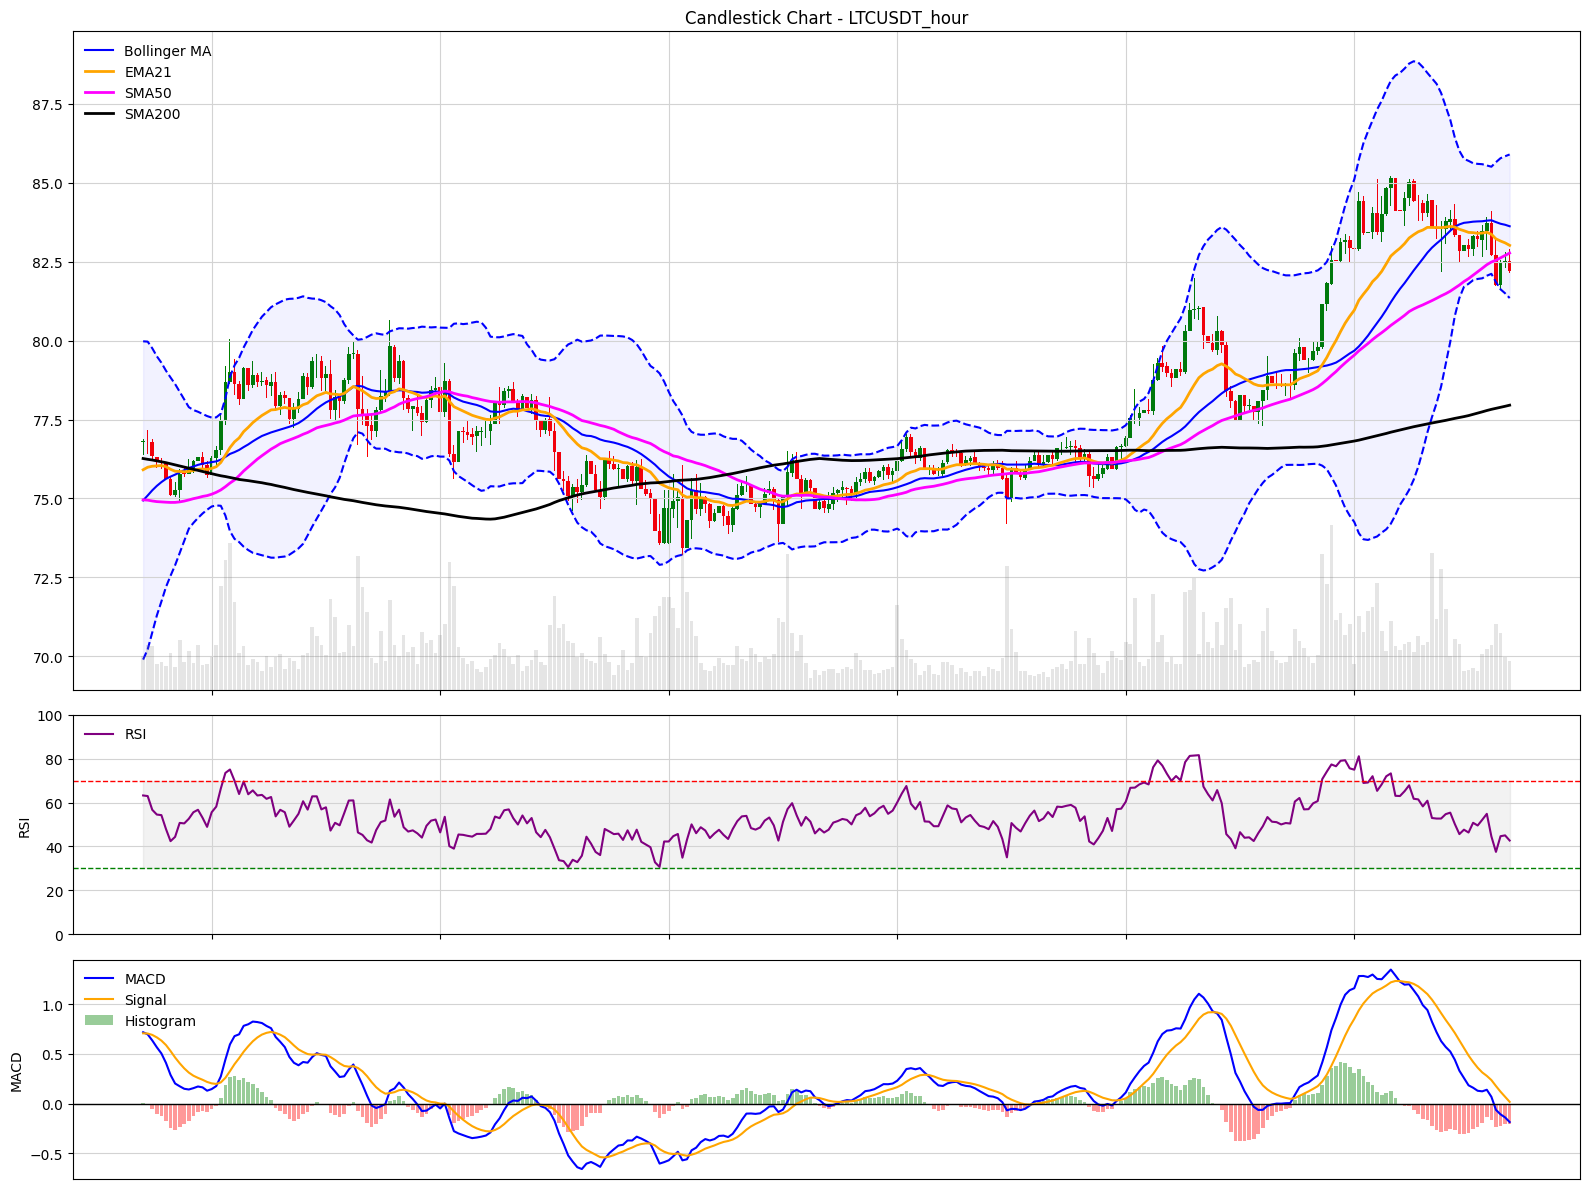 Candlestick Chart - LTCUSDT_hour
Bollinger MA
EMA21
SMA50
SMA200
87.5
85.0
82.5
80.0
77.5
75.0
72.5
70.0
100
RSI
80
60
RSI
40
20
0
MACD
1.0
Signal
Histogram
0.5
MACD
0.0
−0.5